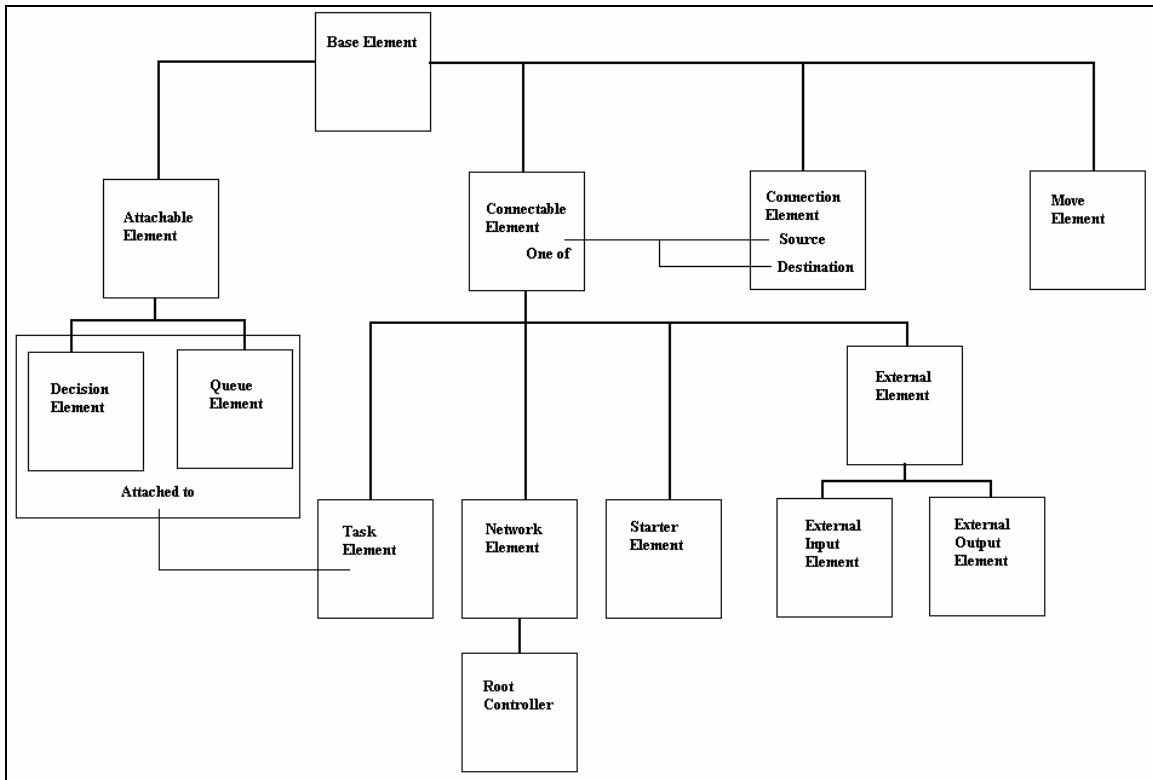 Base Element
Attachable
Element
Connectable
Element
One of
Connection
Element
Source
Destination
Move
Element
Decision
Element
Queue
Element
Attached to
External
Element
Task
Element
Network
Element
Starter
Element
External
Input
Element
External
Output
Element
Root
Controller